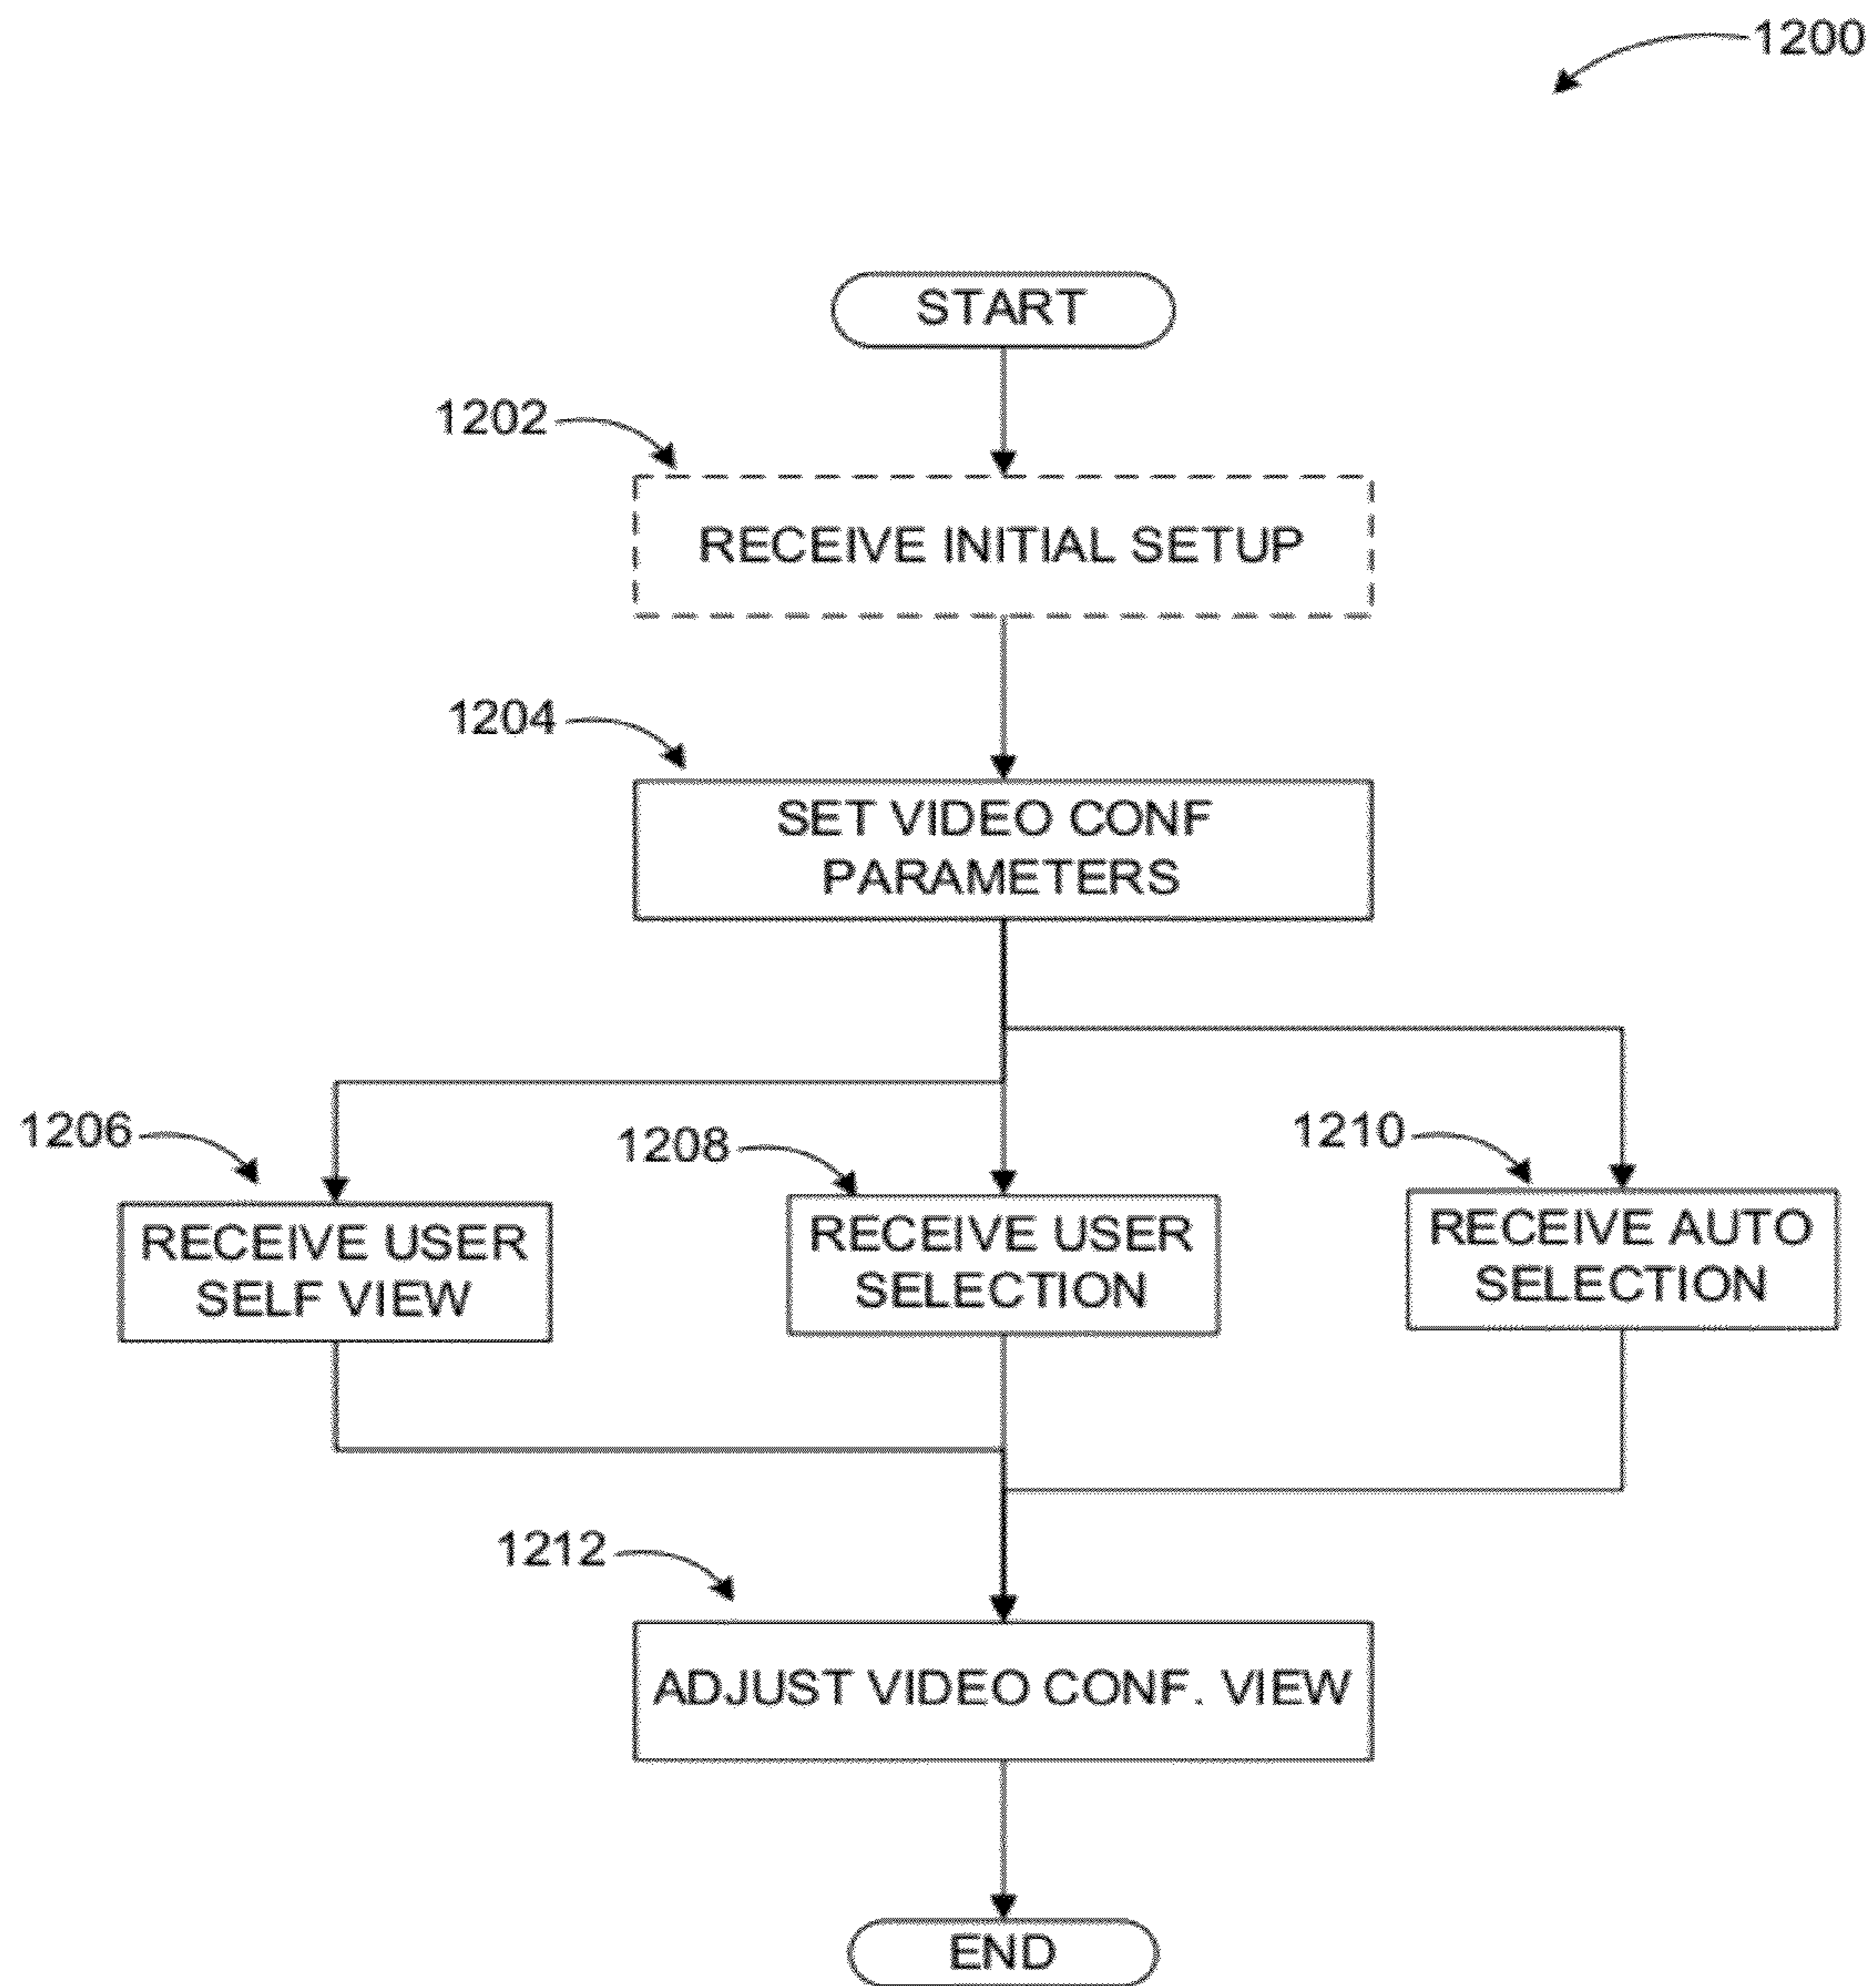 1200
START
1202
RECEIVE INITIAL SETUP
1204
SET VIDEO CONF
PARAMETERS
1206
RECEIVE USER
SELF VIEW
1208
RECEIVE USER
SELECTION
1210
RECEIVE AUTO
SELECTION
1212
ADJUST VIDEO CONF. VIEW
END